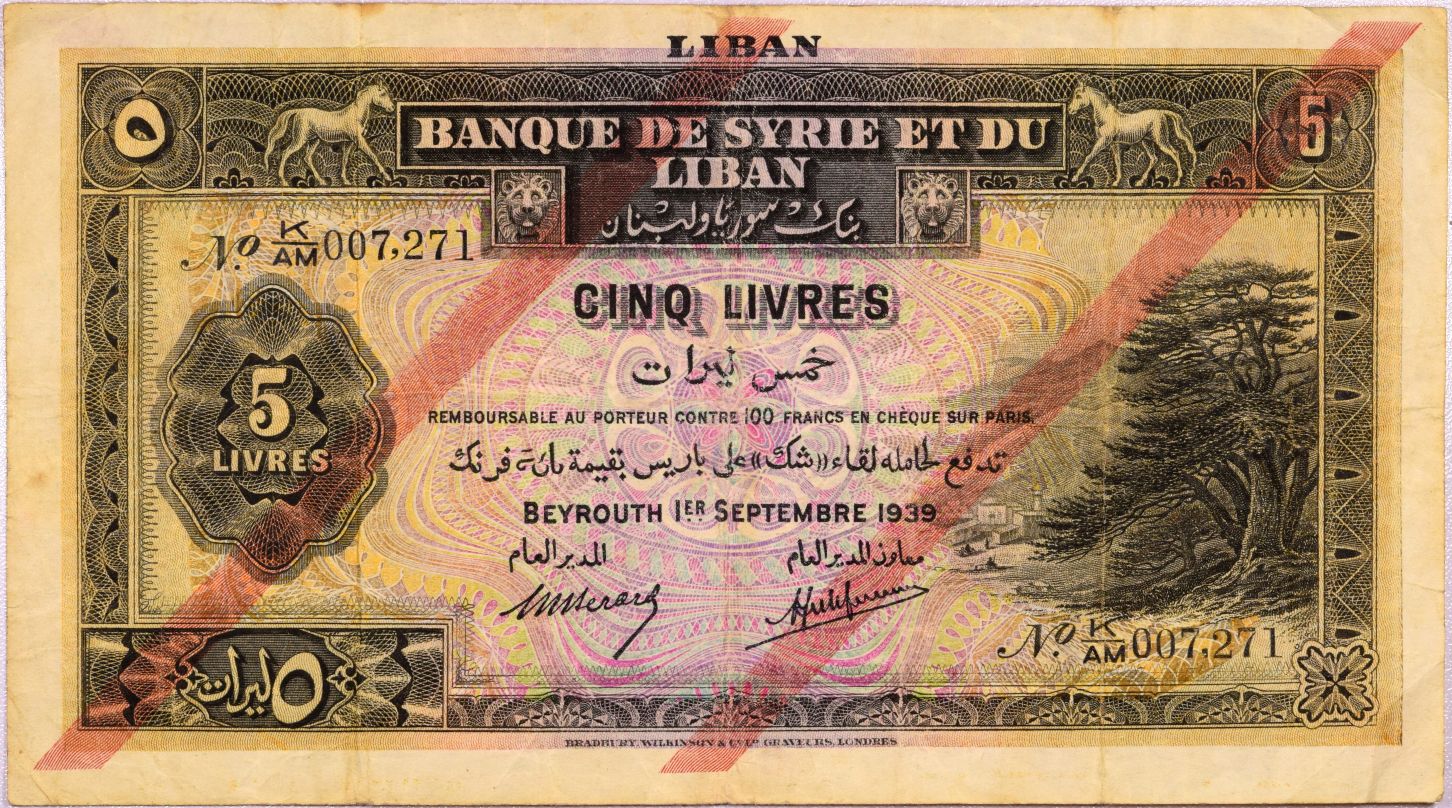 LIBAN
٥
BANQUE DE SYRIE ET DU
5
LIBAN
بنك سوريا ولبنان
No. K/AM 007,271
CINQ LIVRES
خمس ليرات
5
LIVRES
REMBOURSABLE AU PORTEUR CONTRE 100 FRANCS EN CHÈQUE SUR PARIS.
تدفع لحامله لقاء «شك» على باريس بقيمة مائة فرنك
BEYROUTH 1ER SEPTEMBRE 1939
المدير العام
معاون المدير العام
No. K/AM 007,271
٥ ليرات
BRADBURY, WILKINSON & Co LD GRAVEURS, LONDRES